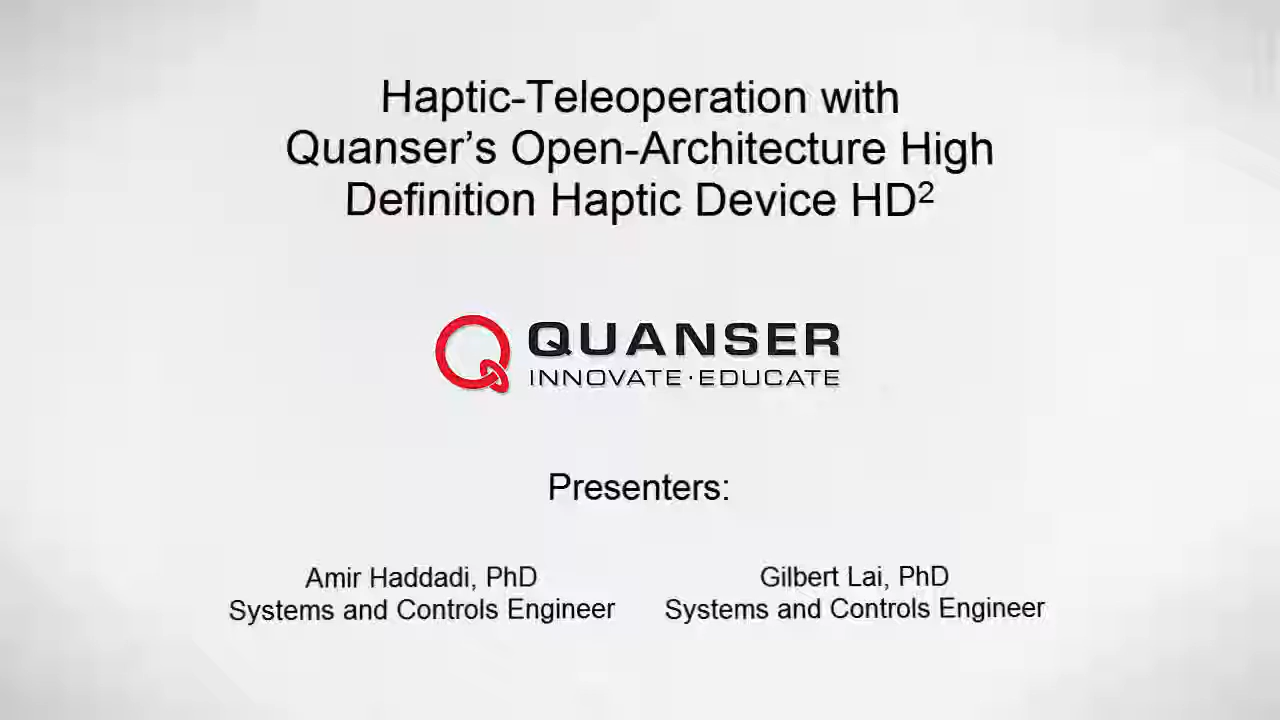 Haptic-Teleoperation with
Quanser’s Open-Architecture High
Definition Haptic Device HD²
QUANSER
INNOVATE·EDUCATE
Presenters:
Amir Haddadi, PhD
Systems and Controls Engineer
Gilbert Lai, PhD
Systems and Controls Engineer